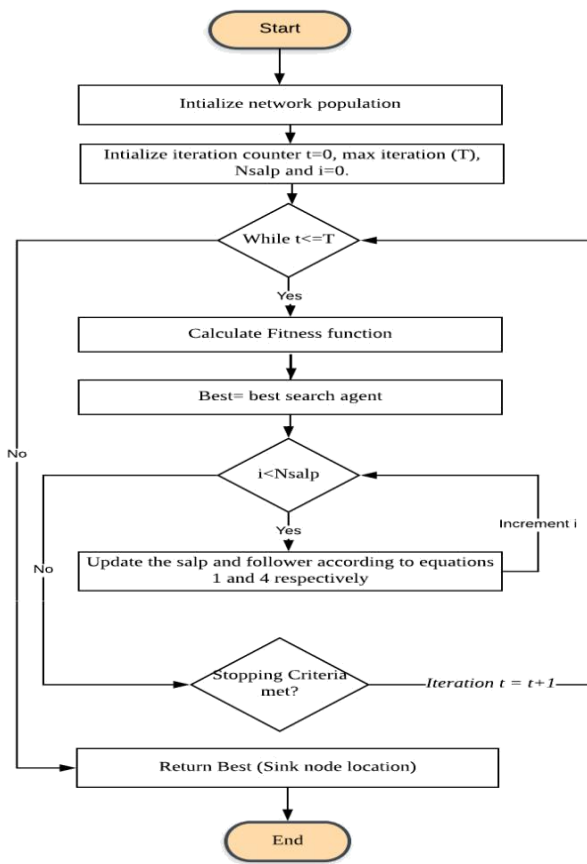 Start
Intialize network population
Intialize iteration counter t=0, max iteration (T),
Nsalp and i=0.
While t<=T
Yes
Calculate Fitness function
Best= best search agent
No
i<Nsalp
Yes
Increment i
Update the salp and follower according to equations
1 and 4 respectively
No
Stopping Criteria
met?
Iteration t = t+1
Return Best (Sink node location)
End